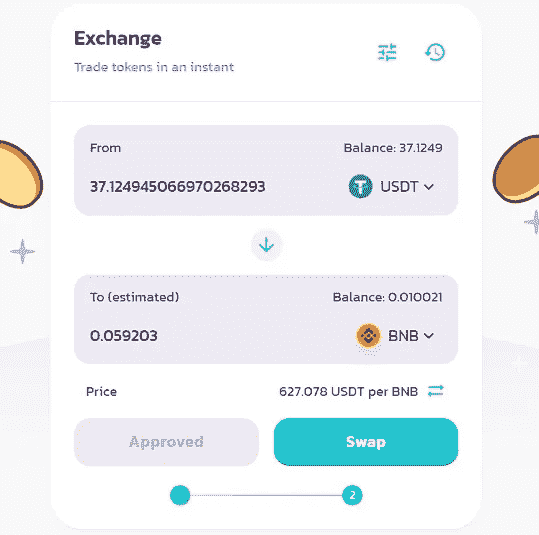 Exchange
Trade tokens in an instant
From Balance: 37.1249
37.124945066970268293 USDT
To (estimated) Balance: 0.010021
0.059203 BNB
Price 627.078 USDT per BNB
Approved Swap
2